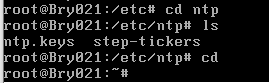 root@Bry021:/etc# cd ntp
root@Bry021:/etc/ntp# ls
ntp.keys  step-tickers
root@Bry021:/etc/ntp# cd
root@Bry021:~#